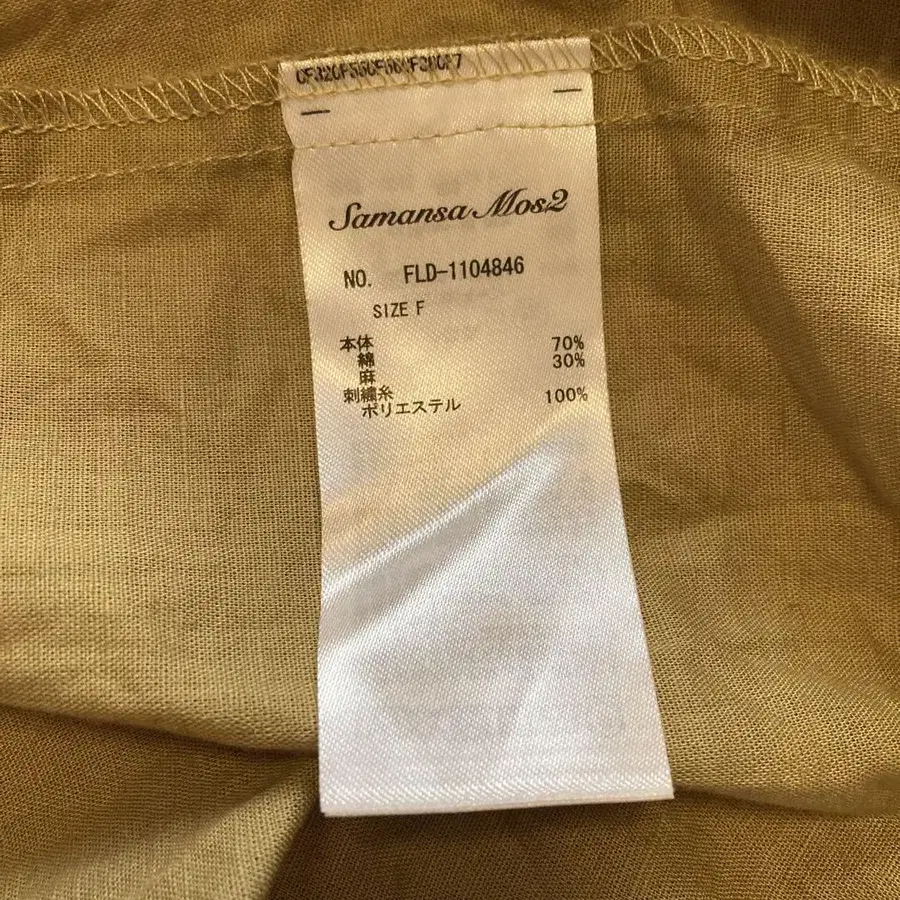 Samansa Mos2
NO. FLD-1104846
SIZE F
本体
綿 70%
麻 30%
刺繍糸
ポリエステル 100%